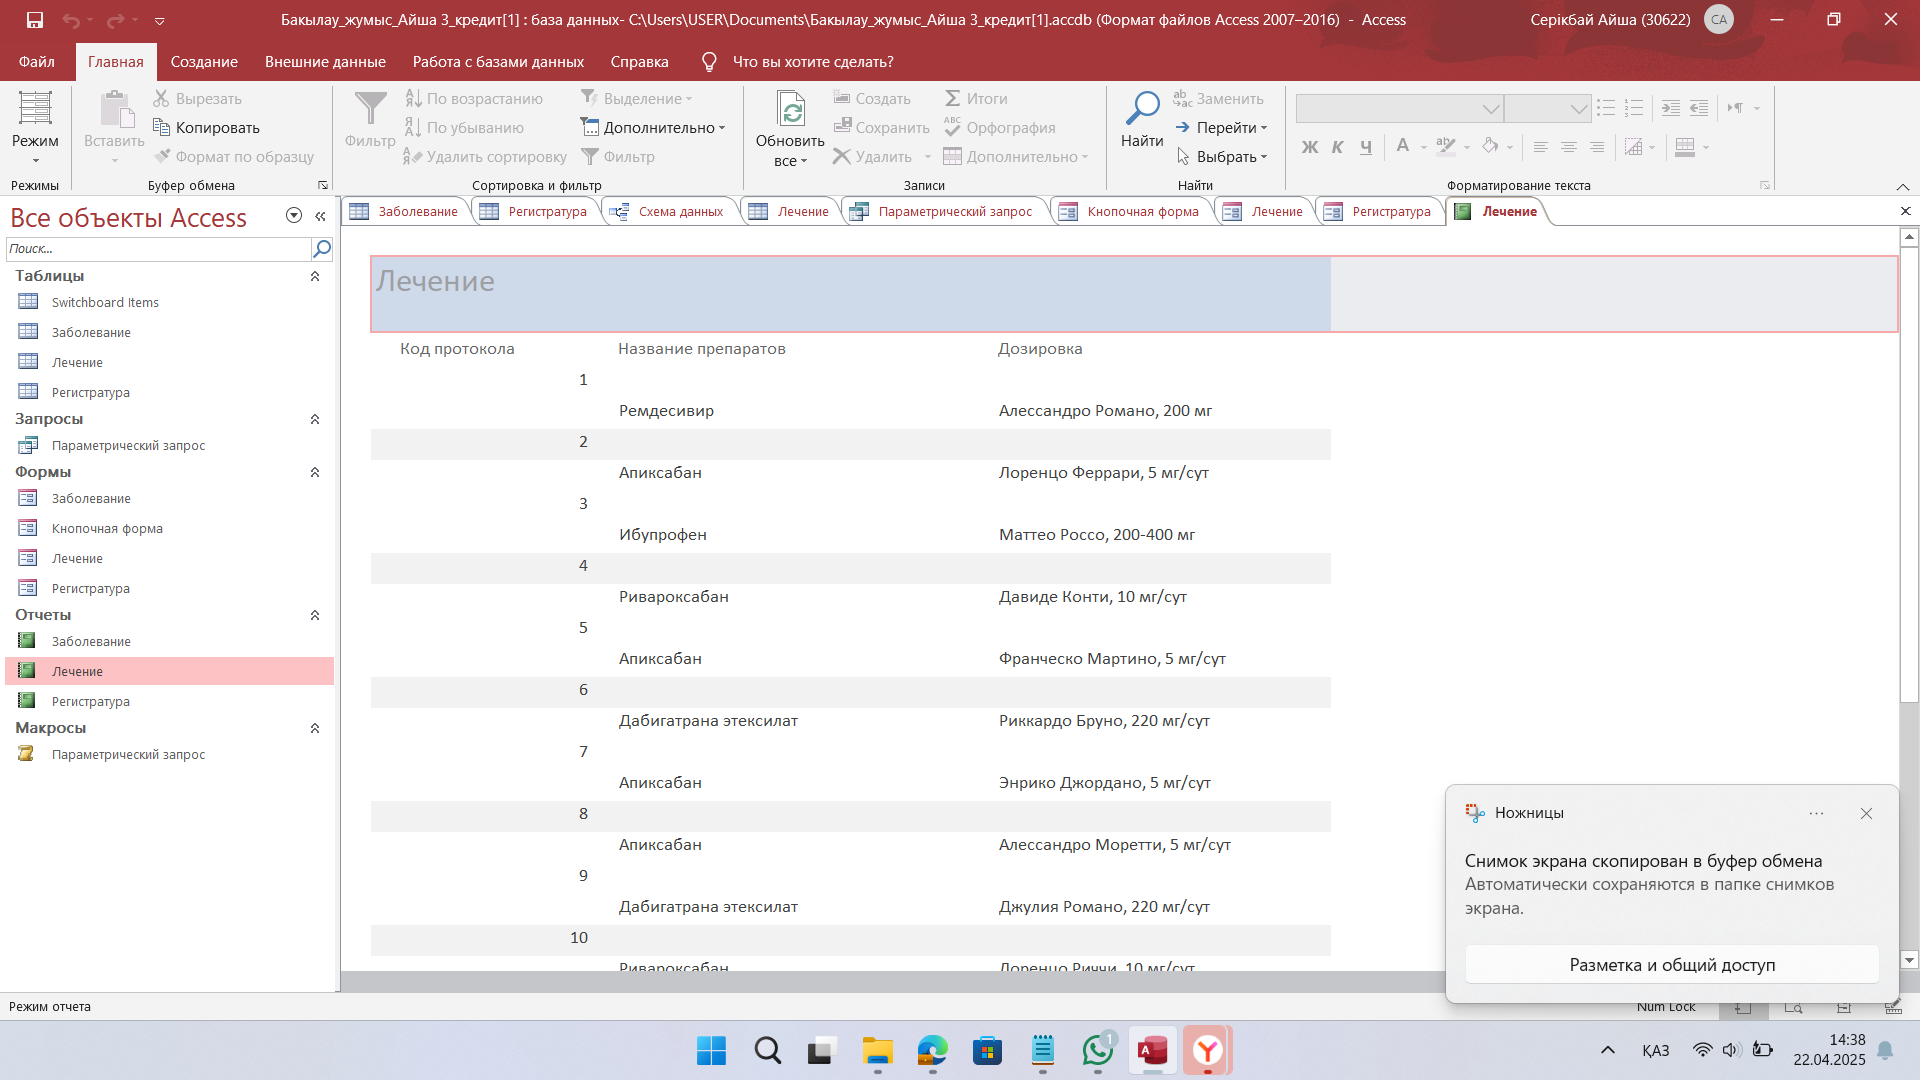 Бакылау_жумыс_Айша 3_кредит[1] : база данных- C:\Users\USER\Documents\Бакылау_жумыс_Айша 3_кредит[1].accdb (Формат файлов Access 2007–2016) - Access
Серікбай Айша (30622)
СА
Файл
Главная
Создание
Внешние данные
Работа с базами данных
Справка
Что вы хотите сделать?
Режим
Режимы
Вставить
Вырезать
Копировать
Формат по образцу
Буфер обмена
Фильтр
По возрастанию
По убыванию
Удалить сортировку
Выделение
Дополнительно
Фильтр
Сортировка и фильтр
Обновить
все
Создать
Сохранить
Удалить
Итоги
Орфография
Дополнительно
Записи
Найти
Заменить
Перейти
Выбрать
Найти
Ж К Ч А
Форматирование текста
Все объекты Access
Поиск...
Таблицы
Switchboard Items
Заболевание
Лечение
Регистратура
Запросы
Параметрический запрос
Формы
Заболевание
Кнопочная форма
Лечение
Регистратура
Отчеты
Заболевание
Лечение
Регистратура
Макросы
Параметрический запрос
Заболевание
Регистратура
Схема данных
Лечение
Параметрический запрос
Кнопочная форма
Лечение
Регистратура
Лечение
Лечение
Код протокола Название препаратов Дозировка
1
Ремдесивир Алессандро Романо, 200 мг
2
Апиксабан Лоренцо Феррари, 5 мг/сут
3
Ибупрофен Маттео Россо, 200-400 мг
4
Ривароксабан Давиде Конти, 10 мг/сут
5
Апиксабан Франческо Мартино, 5 мг/сут
6
Дабигатрана этексилат Риккардо Бруно, 220 мг/сут
7
Апиксабан Энрико Джордано, 5 мг/сут
8
Апиксабан Алессандро Моретти, 5 мг/сут
9
Дабигатрана этексилат Джулия Романо, 220 мг/сут
10
Ривароксабан Лоренцо Риччи, 10 мг/сут
Ножницы
Снимок экрана скопирован в буфер обмена
Автоматически сохраняются в папке снимков
экрана.
Разметка и общий доступ
Режим отчета
Num Lock
1
ҚАЗ
14:38
22.04.2025